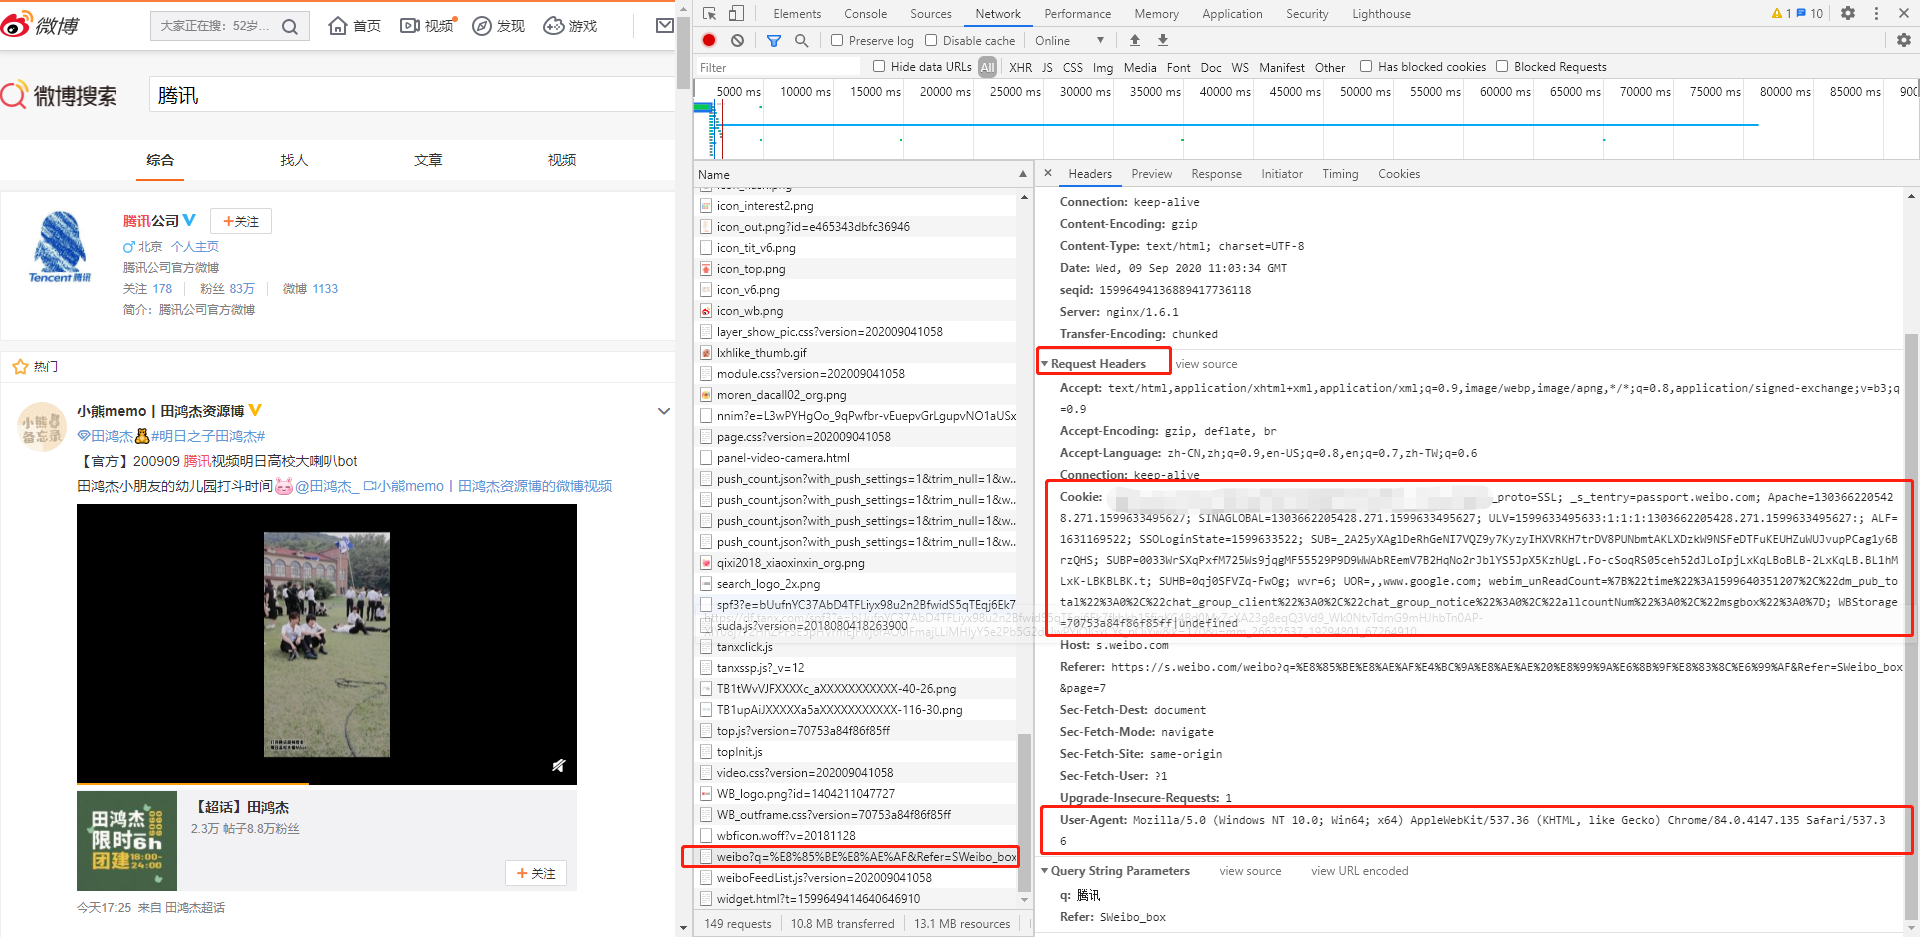 微博
大家正在搜：52岁...
首页
视频
发现
游戏
微博搜索
腾讯
综合
找人
文章
视频
腾讯公司
+关注
北京 个人主页
腾讯公司官方微博
关注 178
粉丝 83万
微博 1133
简介：腾讯公司官方微博
Tencent 腾讯
热门
小熊备忘录
小熊memo丨田鸿杰资源博
田鸿杰 #明日之子田鸿杰#
【官方】200909 腾讯视频明日高校大喇叭bot
田鸿杰小朋友的幼儿园打斗时间 @田鸿杰_ 小熊memo丨田鸿杰资源博的微博视频
田鸿杰
限时6h
团建18:00-24:00
【超话】田鸿杰
2.3万 帖子8.8万粉丝
+ 关注
今天17:25 来自 田鸿杰超话
Elements Console Sources Network Performance Memory Application Security Lighthouse
1 10
Preserve log Disable cache Online
Filter Hide data URLs All XHR JS CSS Img Media Font Doc WS Manifest Other Has blocked cookies Blocked Requests
5000 ms 10000 ms 15000 ms 20000 ms 25000 ms 30000 ms 35000 ms 40000 ms 45000 ms 50000 ms 55000 ms 60000 ms 65000 ms 70000 ms 75000 ms 80000 ms 85000 ms
Name
icon_interest2.png
icon_out.png?id=e465343dbfc36946
icon_tit_v6.png
icon_top.png
icon_v6.png
icon_wb.png
layer_show_pic.css?version=202009041058
lxhlike_thumb.gif
module.css?version=202009041058
moren_dacall02_org.png
nnim?e=L3wPYHgOo_9qPwfbr-vEuepvGrLgupvNO1aUSx
page.css?version=202009041058
panel-video-camera.html
push_count.json?with_push_settings=1&trim_null=1&w...
push_count.json?with_push_settings=1&trim_null=1&w...
push_count.json?with_push_settings=1&trim_null=1&w...
push_count.json?with_push_settings=1&trim_null=1&w...
qixi2018_xiaoxinxin_org.png
search_logo_2x.png
spf3?e=bUufnYC37AbD4TFLiyx98u2n2BfwidS5qTEqj6Ek7
suda.js?version=2018080418263900
tanxclick.js
tanxssp.js?_v=12
TB1tWvVJFXXXXc_aXXXXXXXXXXX-40-26.png
TB1upAiJXXXXXa5aXXXXXXXXXXX-116-30.png
top.js?version=70753a84f86f85ff
topInit.js
video.css?version=202009041058
WB_logo.png?id=1404211047727
WB_outframe.css?version=70753a84f86f85ff
wbficon.woff?v=20181128
weibo?q=%E8%85%BE%E8%AE%AF&Refer=SWeibo_box
weiboFeedList.js?version=202009041058
widget.html?t=1599649414640646910
149 requests 10.8 MB transferred 13.1 MB resources
Headers Preview Response Initiator Timing Cookies
Connection: keep-alive
Content-Encoding: gzip
Content-Type: text/html; charset=UTF-8
Date: Wed, 09 Sep 2020 11:03:34 GMT
seqid: 1599649413688941736118
Server: nginx/1.6.1
Transfer-Encoding: chunked
Request Headers view source
Accept: text/html,application/xhtml+xml,application/xml;q=0.9,image/webp,image/apng,*/*;q=0.8,application/signed-exchange;v=b3;q
=0.9
Accept-Encoding: gzip, deflate, br
Accept-Language: zh-CN,zh;q=0.9,en-US;q=0.8,en;q=0.7,zh-TW;q=0.6
Connection: keep-alive
Cookie: _proto=SSL; _s_tentry=passport.weibo.com; Apache=130366220542
8.271.1599633495627; SINAGLOBAL=1303662205428.271.1599633495627; ULV=1599633495633:1:1:1:1303662205428.271.1599633495627:; ALF=
1631169522; SSOLoginState=1599633522; SUB=_2A25yXAglDeRhGeNI7VQZ9y7KyzyIHXVRKH7trDV8PUNbmtAKLXDzkW9NSFeDTFuKEUHZuWUJvupPCag1y6B
rzQHS; SUBP=0033WrSXqPxfM725Ws9jqgMF55529P9D9WWAbREemV7B2HqNo2rJblYS5JpX5KzhUgL.Fo-cSoqRS05ceh52dJLoIpjLxKqLBoBLB-2LxKqLB.BL1hM
LxK-LBKBLBK.t; SUHB=0qj0SFVZq-FwOg; wvr=6; UOR=,,www.google.com; webim_unReadCount=%7B%22time%22%3A1599640351207%2C%22dm_pub_to
tal%22%3A0%2C%22chat_group_client%22%3A0%2C%22chat_group_notice%22%3A0%2C%22allcountNum%22%3A0%2C%22msgbox%22%3A0%7D; WBStorage
=70753a84f86f85ff|undefined
Host: s.weibo.com
Referer: https://s.weibo.com/weibo?q=%E8%85%BE%E8%AE%AF%E4%BC%9A%E8%AE%AE%20%E8%99%9A%E6%8B%9F%E8%83%8C%E6%99%AF&Refer=SWeibo_box
&page=7
Sec-Fetch-Dest: document
Sec-Fetch-Mode: navigate
Sec-Fetch-Site: same-origin
Sec-Fetch-User: ?1
Upgrade-Insecure-Requests: 1
User-Agent: Mozilla/5.0 (Windows NT 10.0; Win64; x64) AppleWebKit/537.36 (KHTML, like Gecko) Chrome/84.0.4147.135 Safari/537.3
6
Query String Parameters view source view URL encoded
q: 腾讯
Refer: SWeibo_box